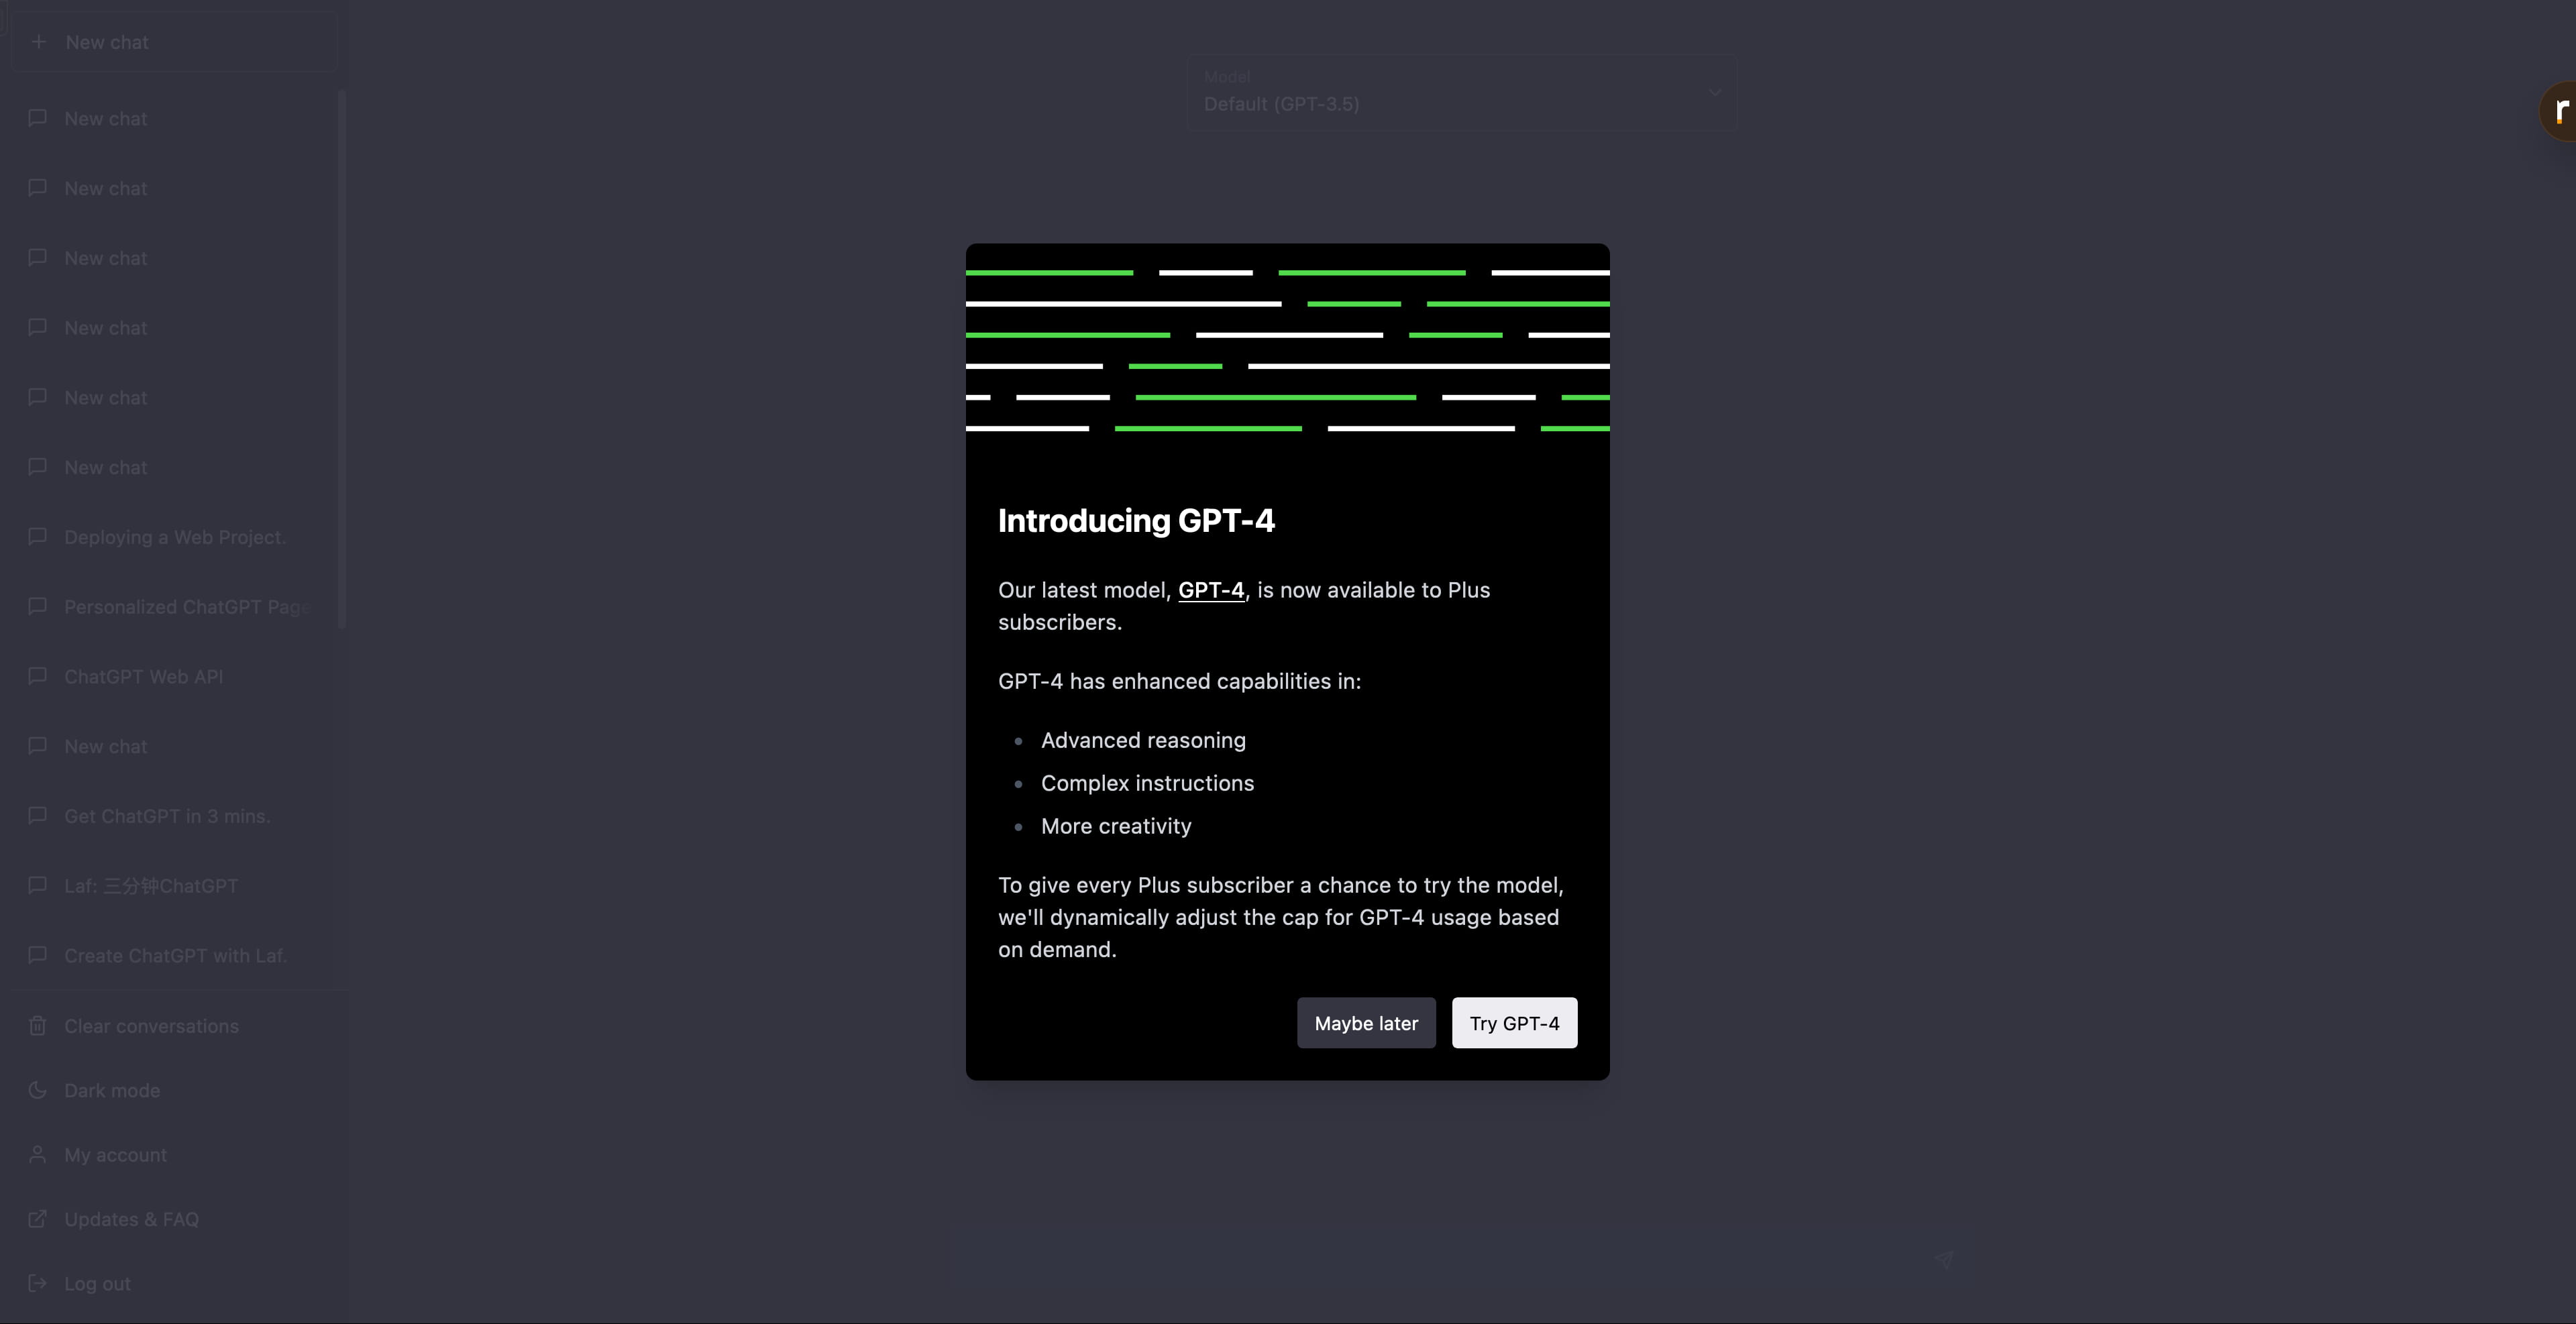 New chat
New chat
New chat
New chat
New chat
New chat
New chat
Deploying a Web Project.
Personalized ChatGPT Page
ChatGPT Web API
New chat
Get ChatGPT in 3 mins.
Laf: 三分钟ChatGPT
Create ChatGPT with Laf.
Clear conversations
Dark mode
My account
Updates & FAQ
Log out
Model
Default (GPT-3.5)
r
Introducing GPT-4
Our latest model, GPT-4, is now available to Plus
subscribers.
GPT-4 has enhanced capabilities in:
Advanced reasoning
Complex instructions
More creativity
To give every Plus subscriber a chance to try the model,
we'll dynamically adjust the cap for GPT-4 usage based
on demand.
Maybe later
Try GPT-4